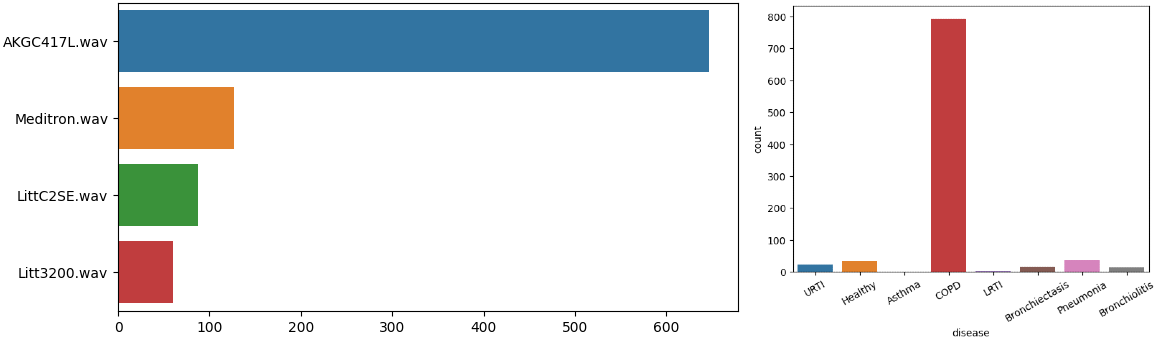 AKGC417L.wav
Meditron.wav
LittC2SE.wav
Litt3200.wav
0 100 200 300 400 500 600
count
800
700
600
500
400
300
200
100
0
URTI Healthy Asthma COPD LRTI Bronchiectasis Pneumonia Bronchiolitis
disease